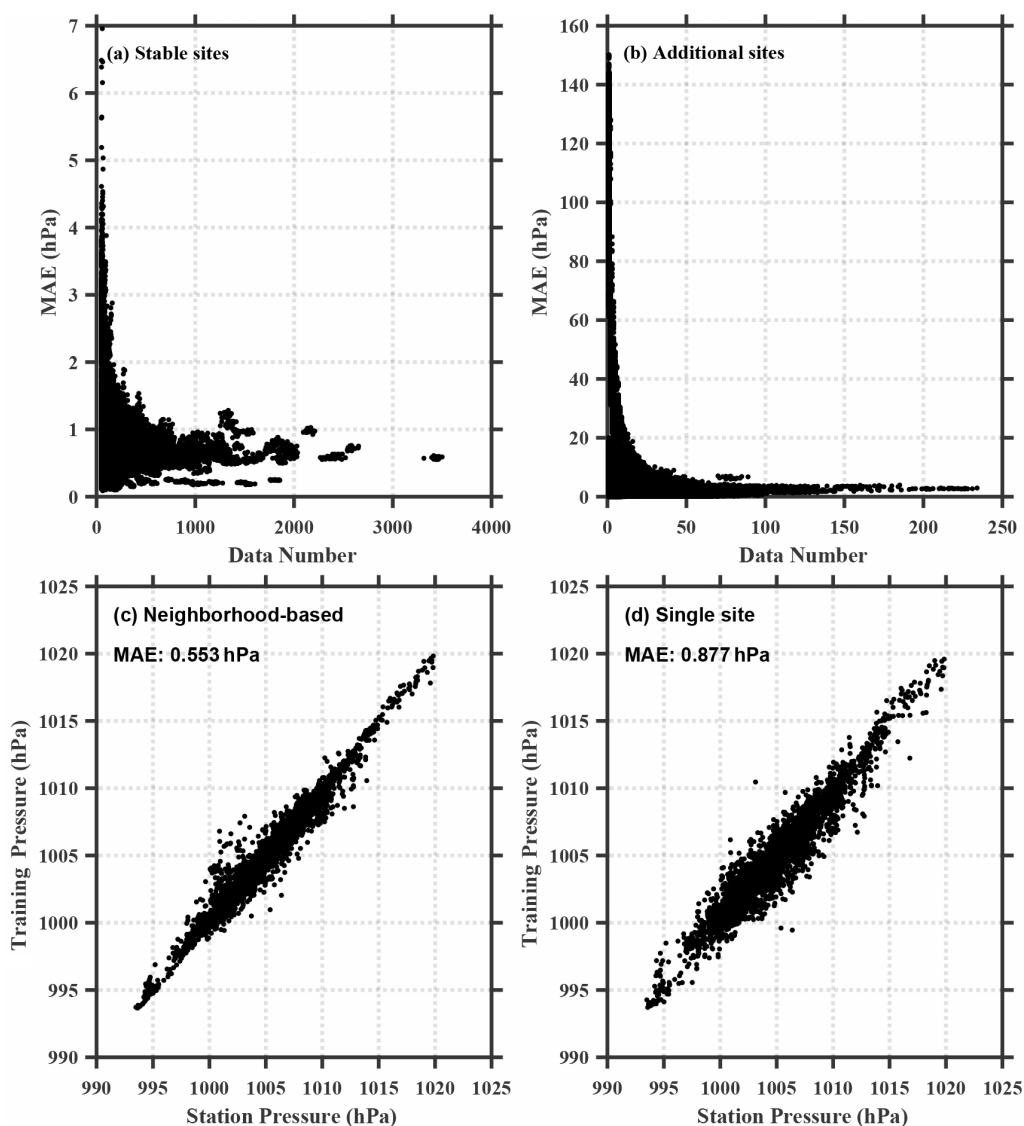 (a) Stable sites
7
6
5
4
3
2
1
0
MAE (hPa)
0 1000 2000 3000 4000
Data Number
(b) Additional sites
160
140
120
100
80
60
40
20
0
MAE (hPa)
0 50 100 150 200 250
Data Number
(c) Neighborhood-based
MAE: 0.553 hPa
1025
1020
1015
1010
1005
1000
995
990
Training Pressure (hPa)
990 995 1000 1005 1010 1015 1020 1025
Station Pressure (hPa)
(d) Single site
MAE: 0.877 hPa
1025
1020
1015
1010
1005
1000
995
990
Training Pressure (hPa)
990 995 1000 1005 1010 1015 1020 1025
Station Pressure (hPa)